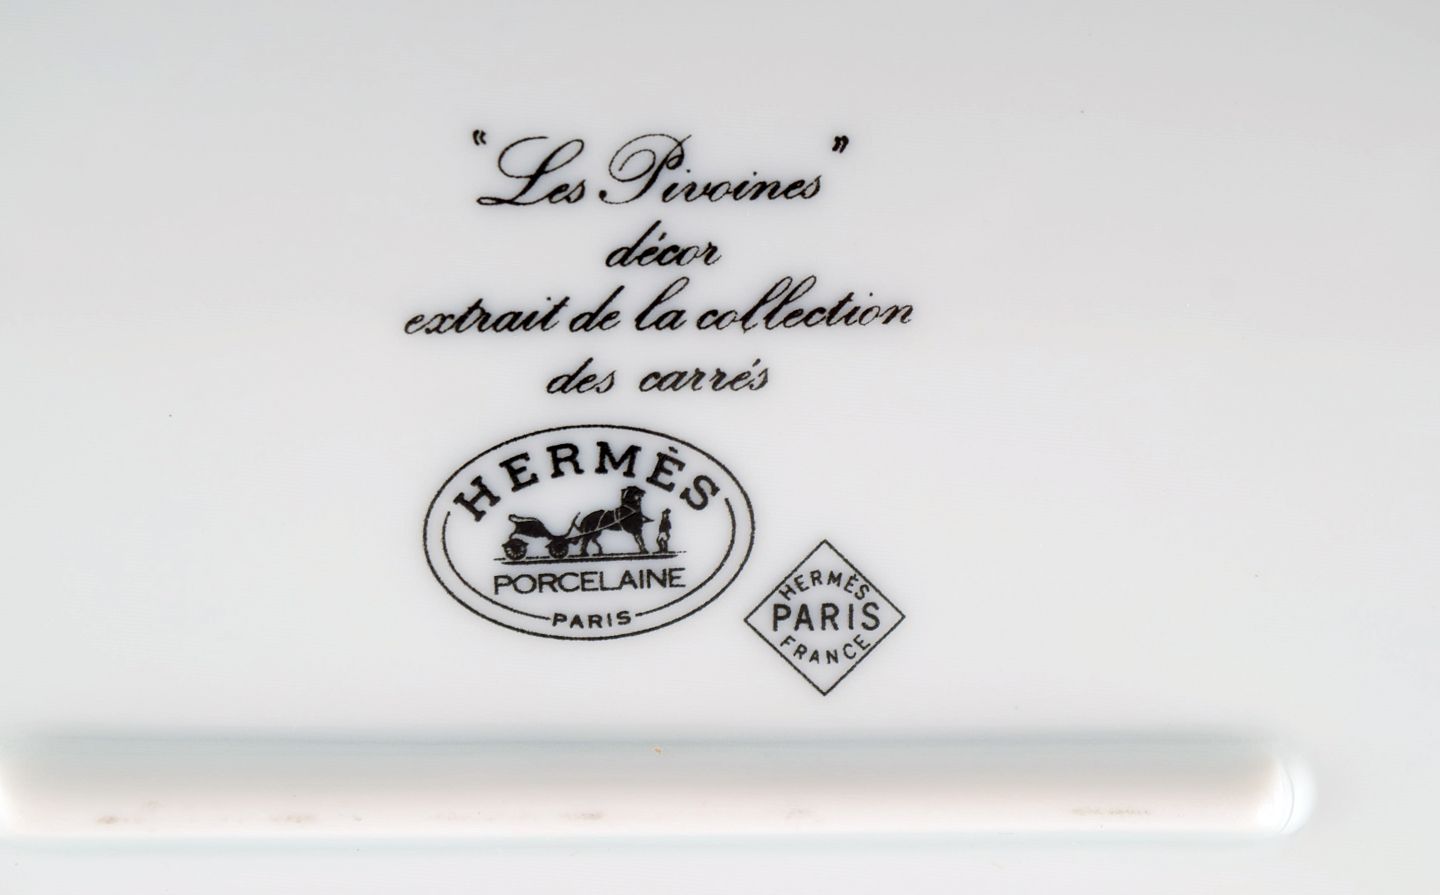 "Les Pivoines"
décor
extrait de la collection
des carrés
HERMÈS
PORCELAINE
PARIS
HERMÈS
PARIS
FRANCE